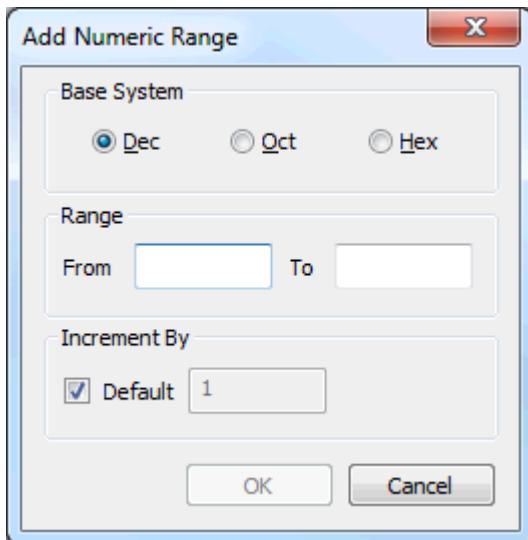 Add Numeric Range
Base System
Dec Oct Hex
Range
From To
Increment By
Default 1
OK Cancel